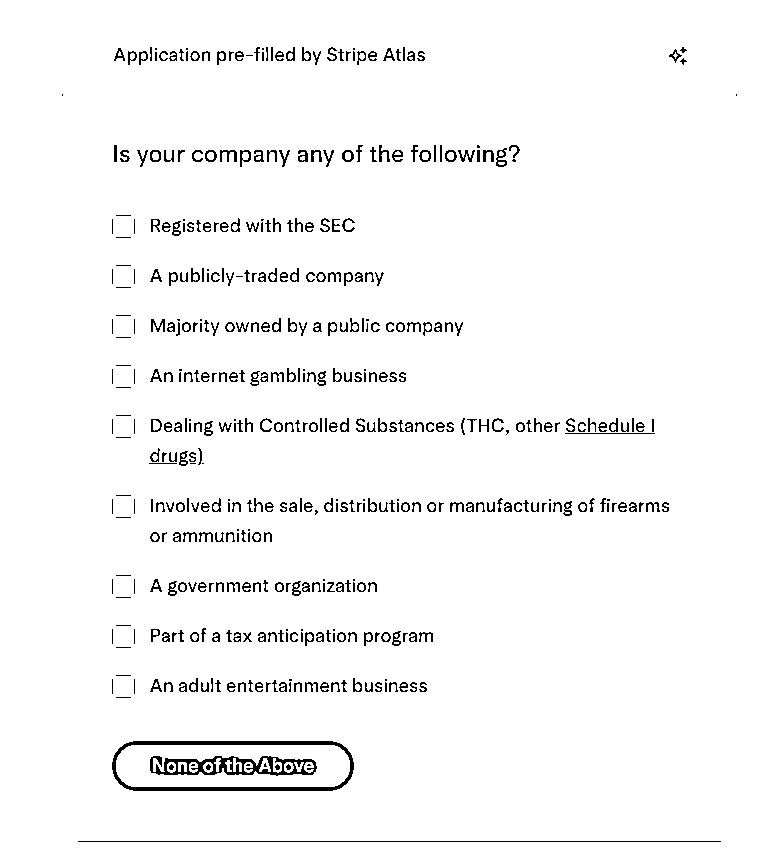 Application pre-filled by Stripe Atlas
Is your company any of the following?
Registered with the SEC
A publicly-traded company
Majority owned by a public company
An internet gambling business
Dealing with Controlled Substances (THC, other Schedule I
drugs)
Involved in the sale, distribution or manufacturing of firearms
or ammunition
A government organization
Part of a tax anticipation program
An adult entertainment business
None of the Above